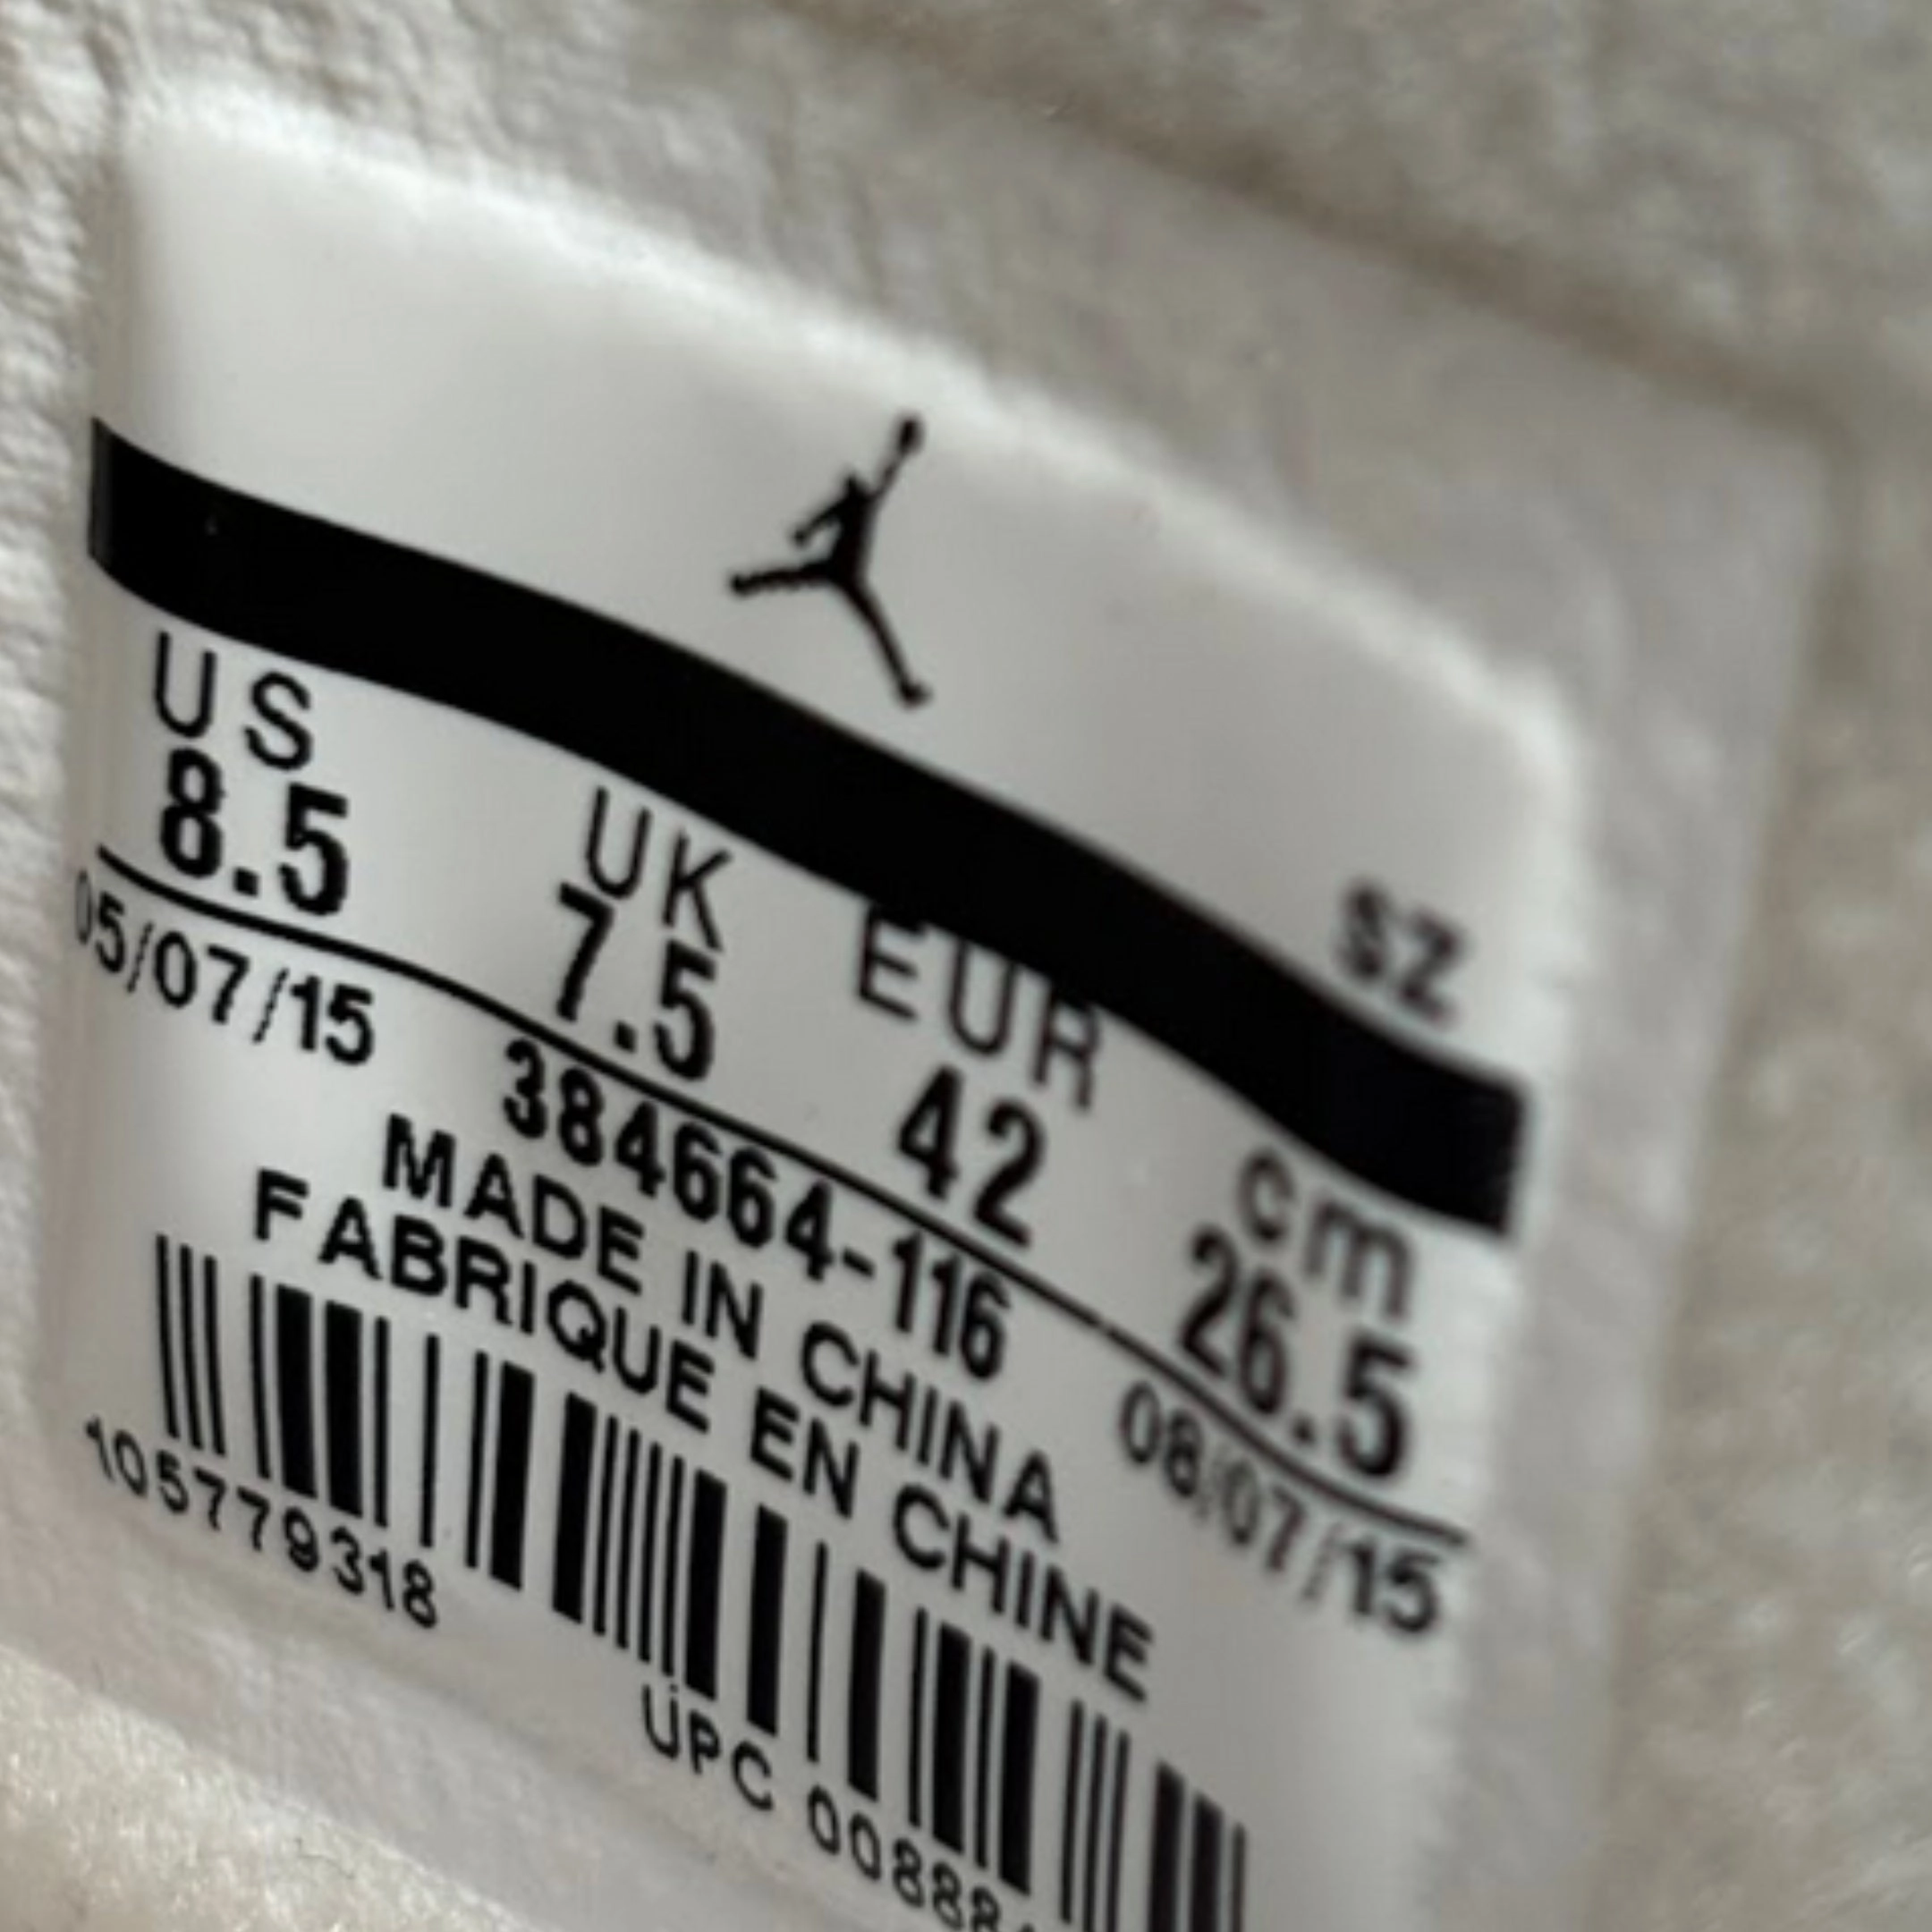 SZ
US UK EUR cm
8.5 7.5 42 26.5
05/07/15 384664-116 08/07/15
MADE IN CHINA
FABRIQUE EN CHINE
105779318
UPC 00888